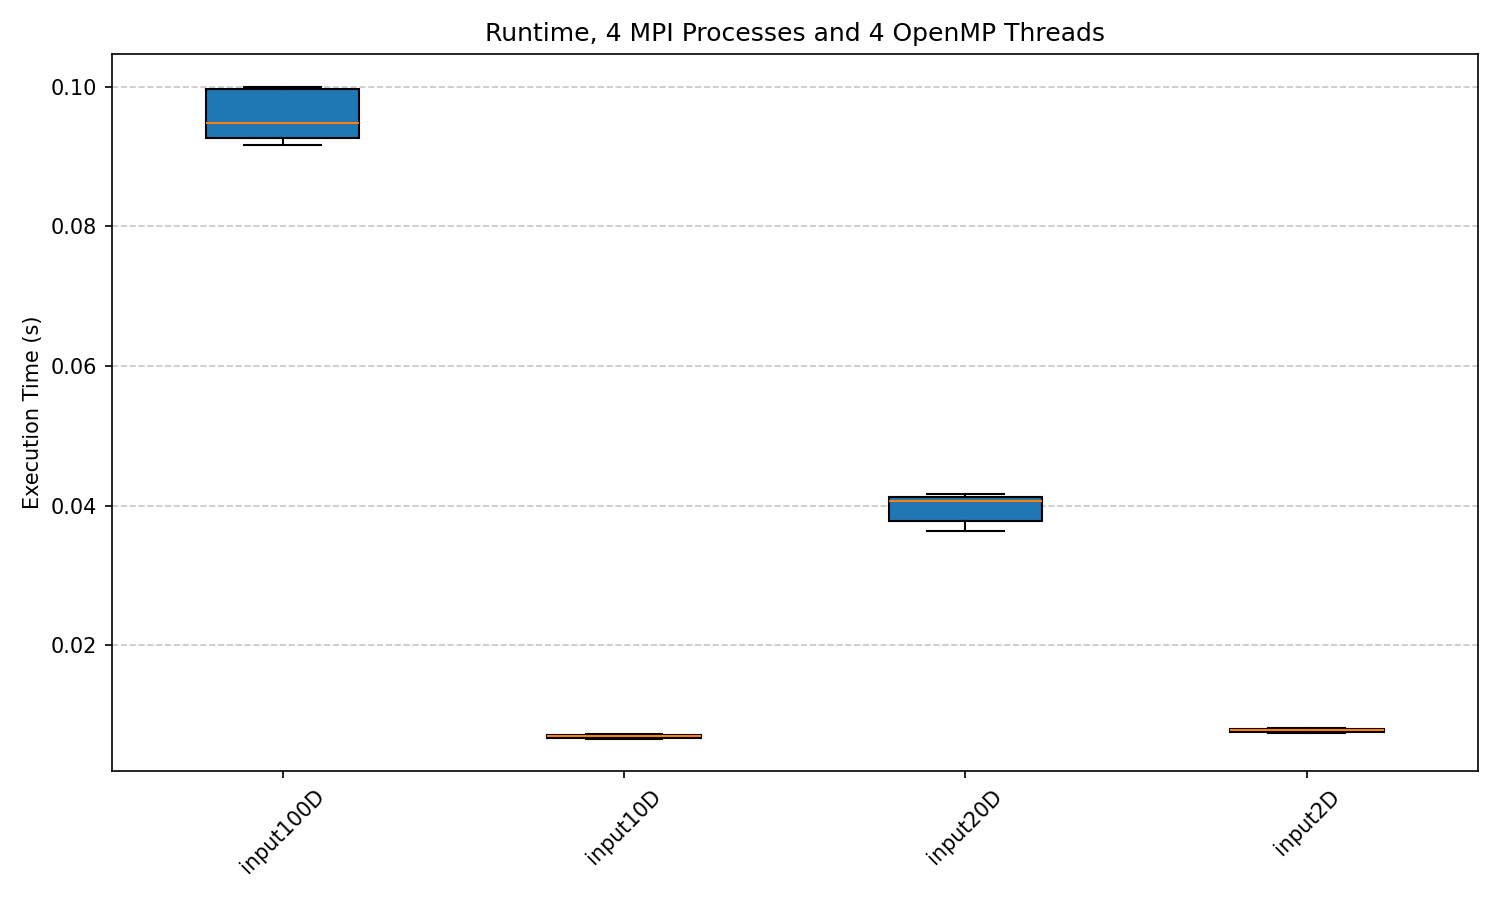 Runtime, 4 MPI Processes and 4 OpenMP Threads
Execution Time (s)
0.10
0.08
0.06
0.04
0.02
input100D
input10D
input20D
input2D